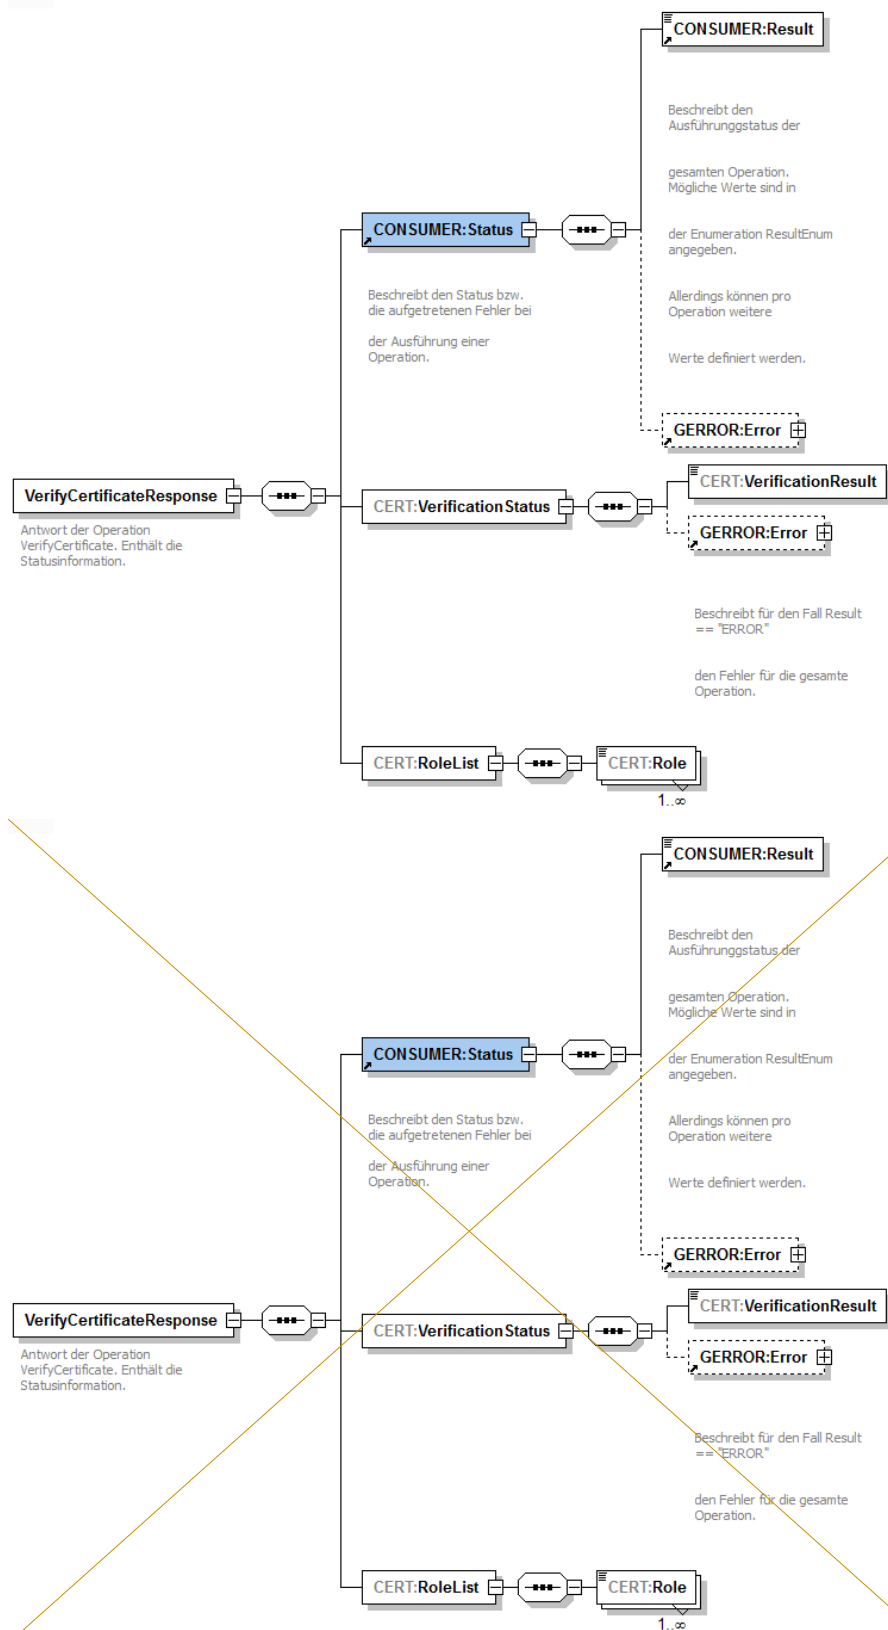 CONSUMER:Result
Beschreibt den
Ausführunggstatus der
gesamten Operation.
Mögliche Werte sind in
der Enumeration ResultEnum
angegeben.
Allerdings können pro
Operation weitere
Werte definiert werden.
CONSUMER:Status
Beschreibt den Status bzw.
die aufgetretenen Fehler bei
der Ausführung einer
Operation.
GERROR:Error
VerifyCertificateResponse
Antwort der Operation
VerifyCertificate. Enthält die
Statusinformation.
CERT:VerificationStatus
CERT:VerificationResult
GERROR:Error
Beschreibt für den Fall Result
== "ERROR"
den Fehler für die gesamte
Operation.
CERT:RoleList
CERT:Role
1..∞
CONSUMER:Result
Beschreibt den
Ausführunggstatus der
gesamten Operation.
Mögliche Werte sind in
der Enumeration ResultEnum
angegeben.
Allerdings können pro
Operation weitere
Werte definiert werden.
CONSUMER:Status
Beschreibt den Status bzw.
die aufgetretenen Fehler bei
der Ausführung einer
Operation.
GERROR:Error
VerifyCertificateResponse
Antwort der Operation
VerifyCertificate. Enthält die
Statusinformation.
CERT:VerificationStatus
CERT:VerificationResult
GERROR:Error
Beschreibt für den Fall Result
== "ERROR"
den Fehler für die gesamte
Operation.
CERT:RoleList
CERT:Role
1..∞